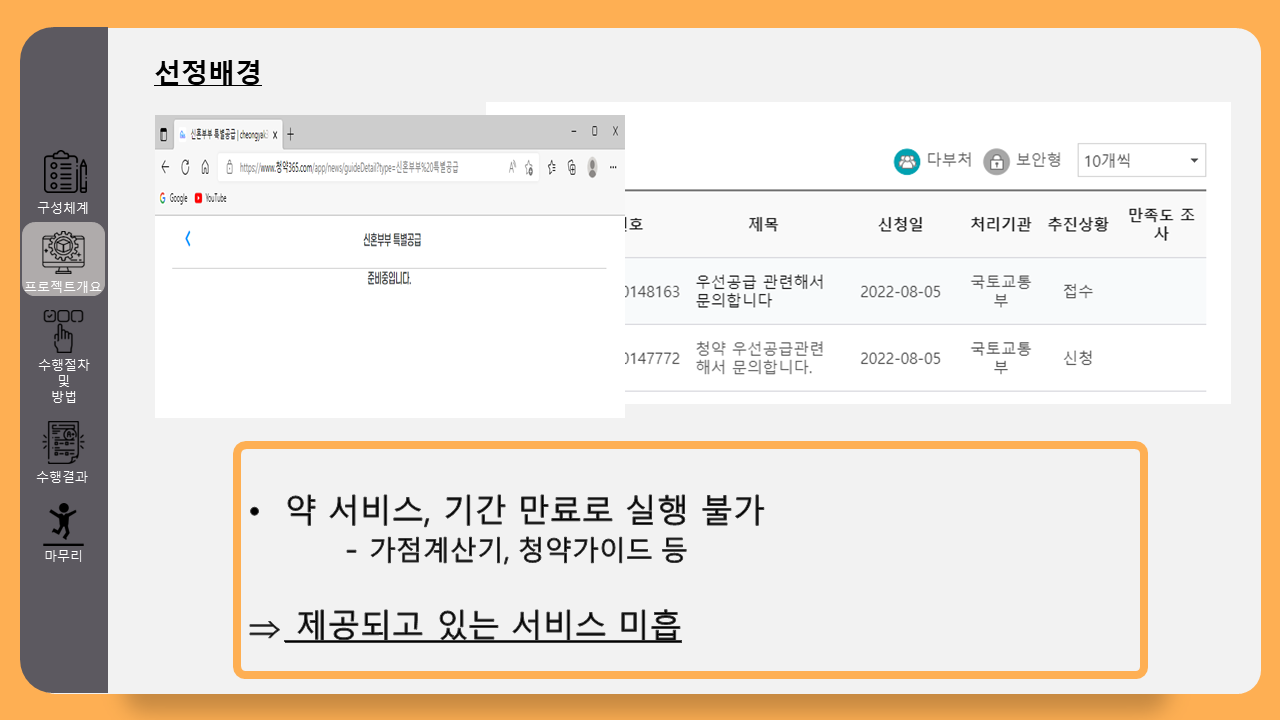 선정배경
구성체계
프로젝트개요
수행절차
및
방법
수행결과
마무리
신혼부부 특별공급 | cheongyak3
https://www.청약365.com/app/news/guideDetail?type=신혼부부%20특별공급
Google YouTube
신혼부부 특별공급
준비중입니다.
다부처 보안형 10개씩
호 제목 신청일 처리기관 추진상황 만족도 조
사
0148163 우선공급 관련해서
문의합니다 2022-08-05 국토교통
부 접수
0147772 청약 우선공급관련
해서 문의합니다. 2022-08-05 국토교통
부 신청
• 약 서비스, 기간 만료로 실행 불가
- 가점계산기, 청약가이드 등
⇒ 제공되고 있는 서비스 미흡